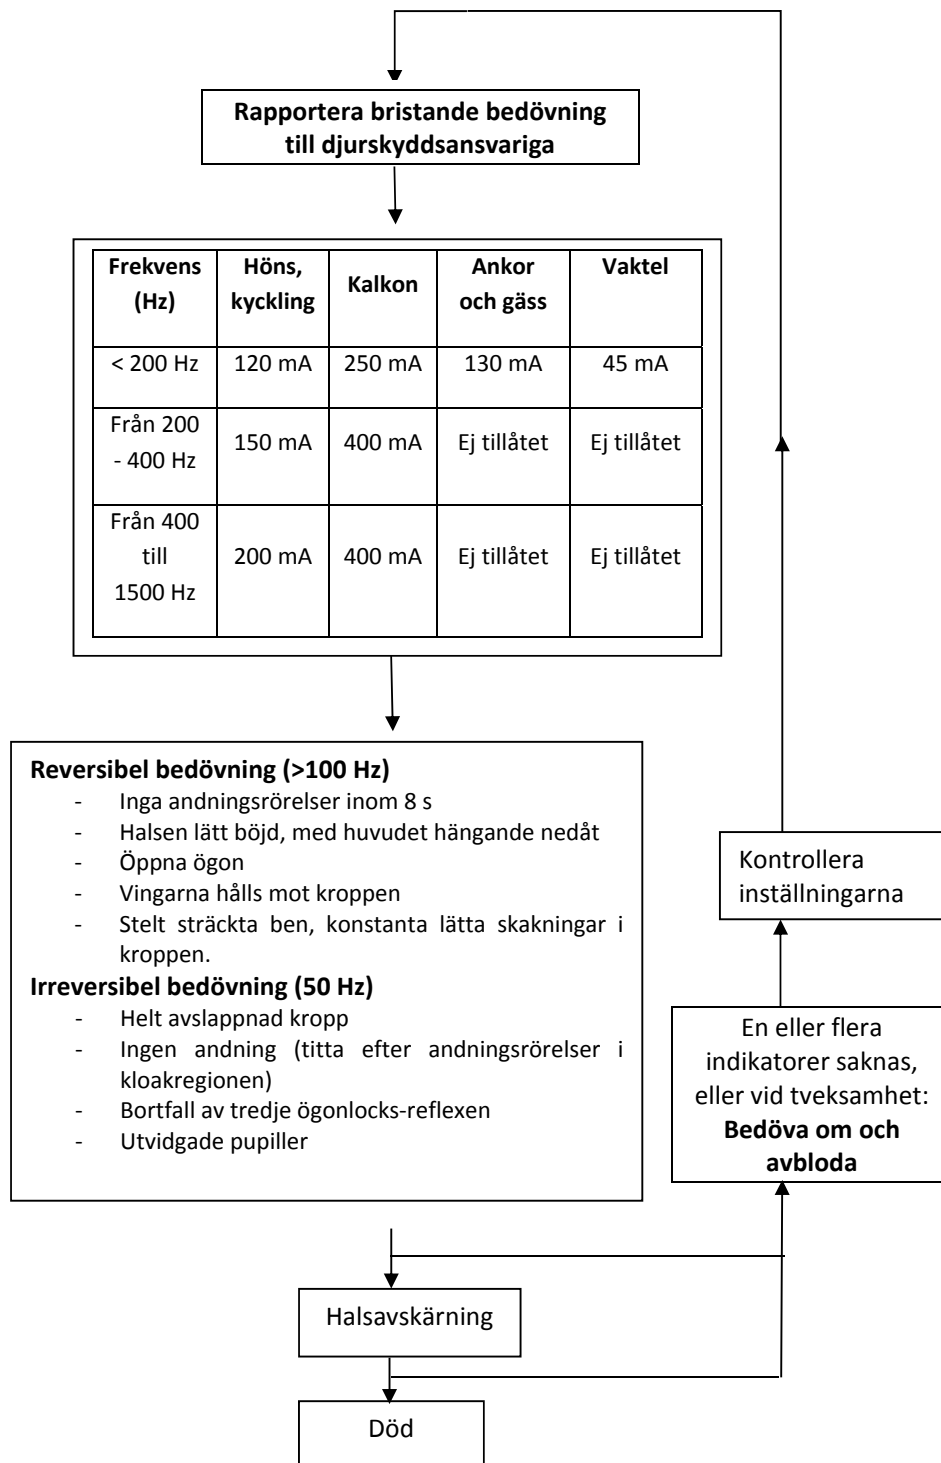 Rapportera bristande bedövning
till djurskyddsansvariga
Frekvens
(Hz)
Höns,
kyckling
Kalkon
Ankor
och gäss
Vaktel
< 200 Hz
120 mA
250 mA
130 mA
45 mA
Från 200
- 400 Hz
150 mA
400 mA
Ej tillåtet
Ej tillåtet
Från 400
till
1500 Hz
200 mA
400 mA
Ej tillåtet
Ej tillåtet
Reversibel bedövning (>100 Hz)
- Inga andningsrörelser inom 8 s
- Halsen lätt böjd, med huvudet hängande nedåt
- Öppna ögon
- Vingarna hålls mot kroppen
- Stelt sträckta ben, konstanta lätta skakningar i
kroppen.
Irreversibel bedövning (50 Hz)
- Helt avslappnad kropp
- Ingen andning (titta efter andningsrörelser i
kloakregionen)
- Bortfall av tredje ögonlocks-reflexen
- Utvidgade pupiller
Kontrollera
inställningarna
En eller flera
indikatorer saknas,
eller vid tveksamhet:
Bedöva om och
avbloda
Halsavskärning
Död